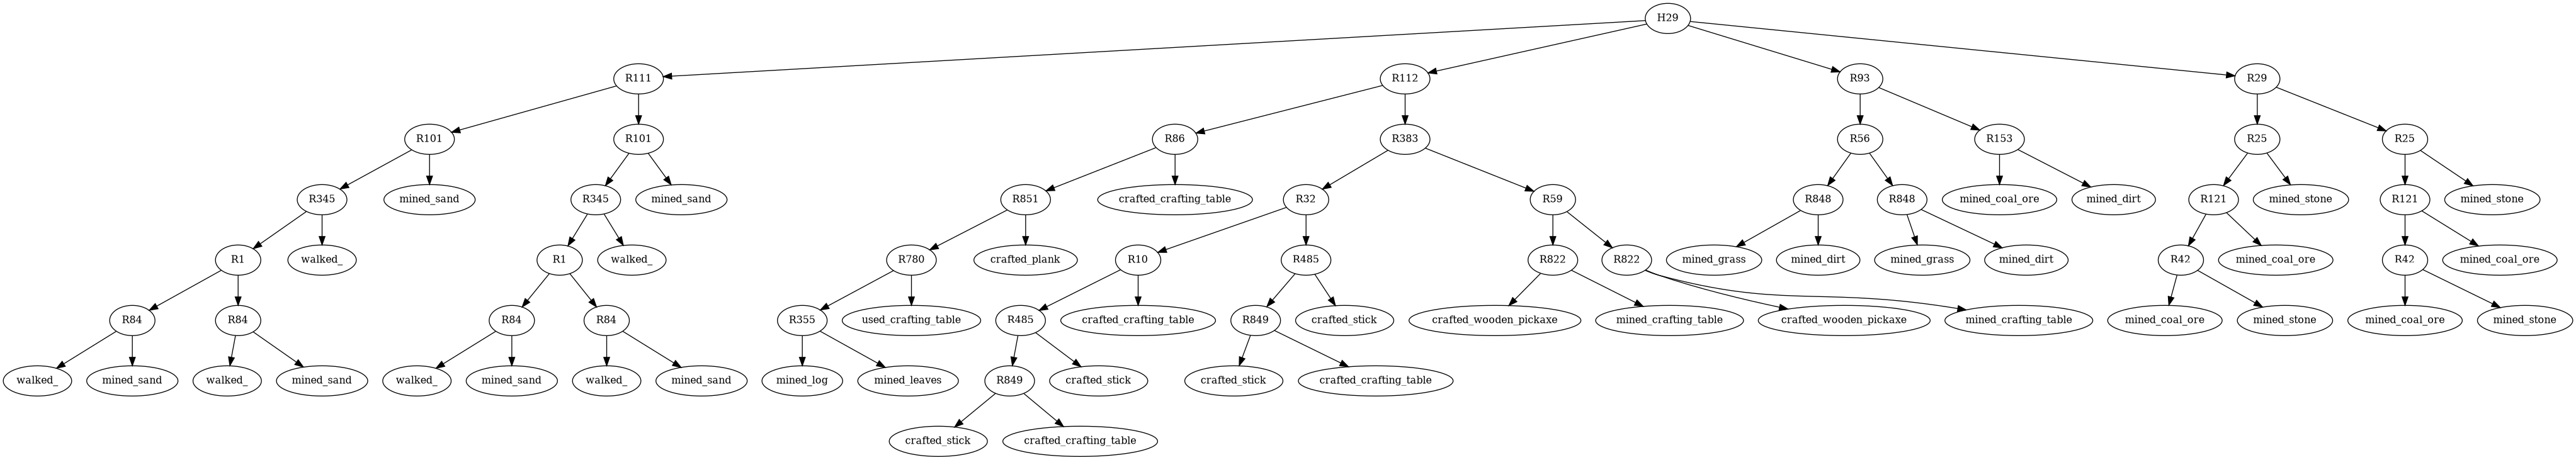 H29
R111
R112
R93
R29
R101
R101
R86
R383
R56
R153
R25
R25
R345
mined_sand
R345
mined_sand
R851
crafted_crafting_table
R32
R59
R848
R848
mined_coal_ore
mined_dirt
R121
mined_stone
R121
mined_stone
R1
walked_
R1
walked_
R780
crafted_plank
R10
R485
R822
R822
mined_grass
mined_dirt
mined_grass
mined_dirt
R42
mined_coal_ore
R42
mined_coal_ore
R84
R84
R84
R84
R355
used_crafting_table
R485
crafted_crafting_table
R849
crafted_stick
crafted_wooden_pickaxe
mined_crafting_table
crafted_wooden_pickaxe
mined_crafting_table
mined_coal_ore
mined_stone
mined_coal_ore
mined_stone
walked_
mined_sand
walked_
mined_sand
walked_
mined_sand
walked_
mined_sand
mined_log
mined_leaves
R849
crafted_stick
crafted_stick
crafted_crafting_table
crafted_stick
crafted_crafting_table